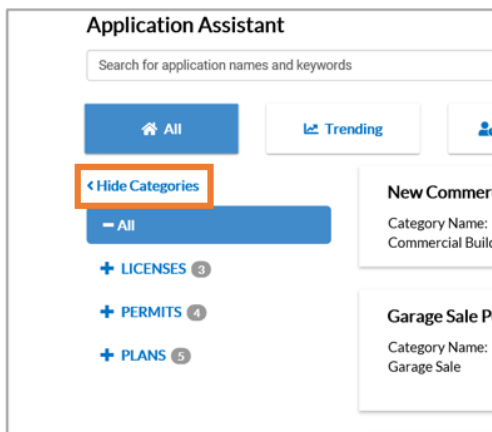 Application Assistant
Search for application names and keywords
All
Trending
Hide Categories
All
LICENSES 3
PERMITS 4
PLANS 5
New Commer
Category Name:
Commercial Buil
Garage Sale P
Category Name:
Garage Sale